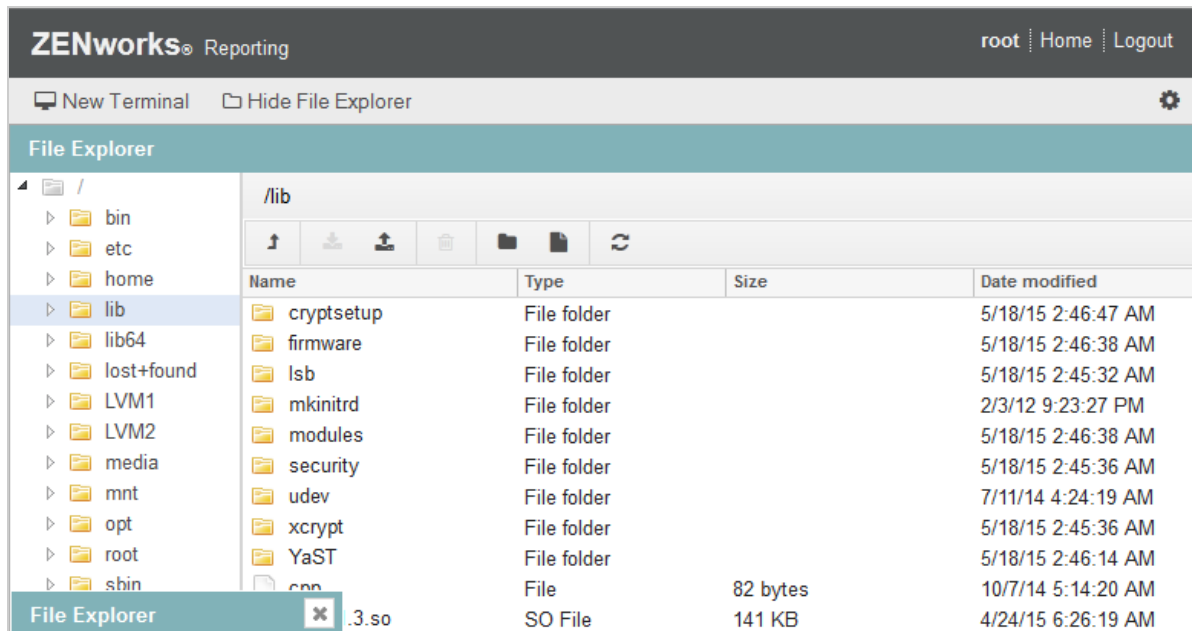 ZENworks® Reporting
root Home Logout
New Terminal Hide File Explorer
File Explorer
/
bin
etc
home
lib
lib64
lost+found
LVM1
LVM2
media
mnt
opt
root
sbin
/lib
Name Type Size Date modified
cryptsetup File folder 5/18/15 2:46:47 AM
firmware File folder 5/18/15 2:46:38 AM
lsb File folder 5/18/15 2:45:32 AM
mkinitrd File folder 2/3/12 9:23:27 PM
modules File folder 5/18/15 2:46:38 AM
security File folder 5/18/15 2:45:36 AM
udev File folder 7/11/14 4:24:19 AM
xcrypt File folder 5/18/15 2:45:36 AM
YaST File folder 5/18/15 2:46:14 AM
cpp File 82 bytes 10/7/14 5:14:20 AM
.3.so SO File 141 KB 4/24/15 6:26:19 AM
File Explorer